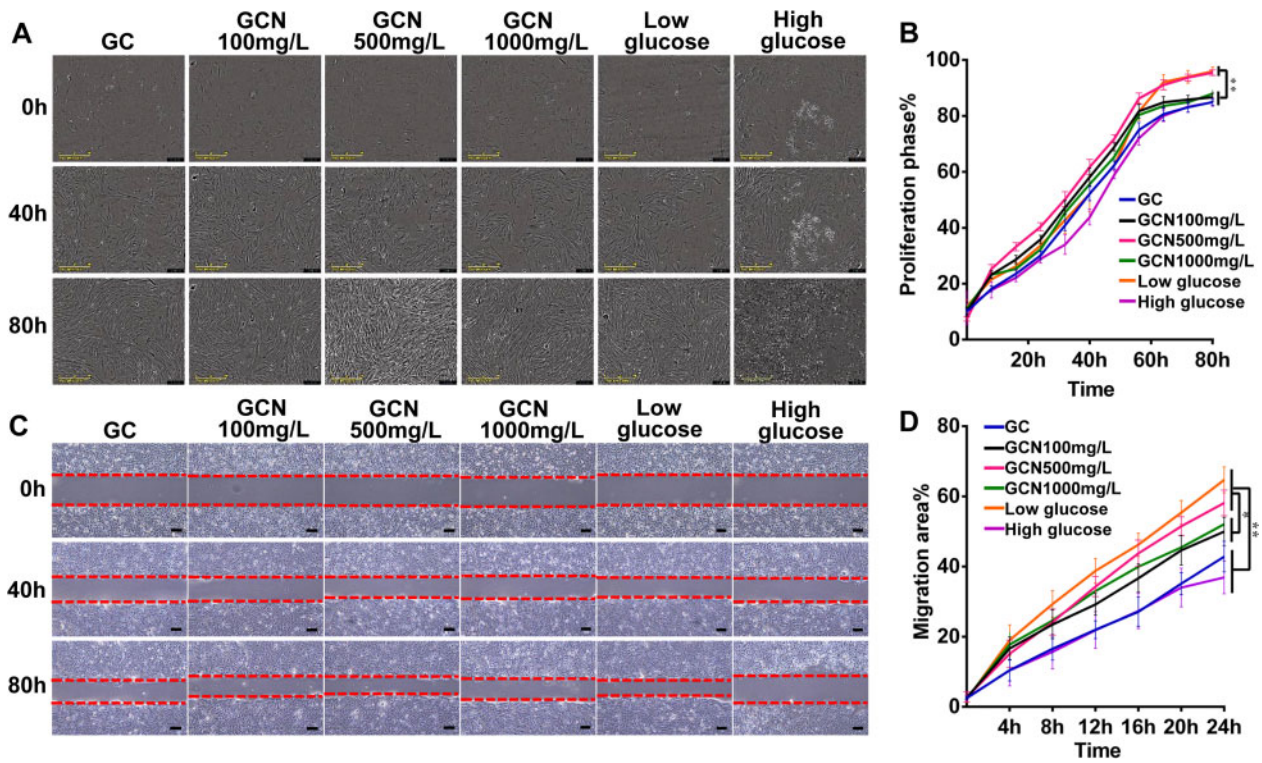 A
GC
GCN
100mg/L
GCN
500mg/L
GCN
1000mg/L
Low
glucose
High
glucose
0h
40h
80h
B
Proliferation phase%
100
80
60
40
20
0
20h
40h
60h
80h
Time
GC
GCN100mg/L
GCN500mg/L
GCN1000mg/L
Low glucose
High glucose
**
C
GC
GCN
100mg/L
GCN
500mg/L
GCN
1000mg/L
Low
glucose
High
glucose
0h
40h
80h
D
Migration area%
80
60
40
20
0
4h
8h
12h
16h
20h
24h
Time
GC
GCN100mg/L
GCN500mg/L
GCN1000mg/L
Low glucose
High glucose
*
**